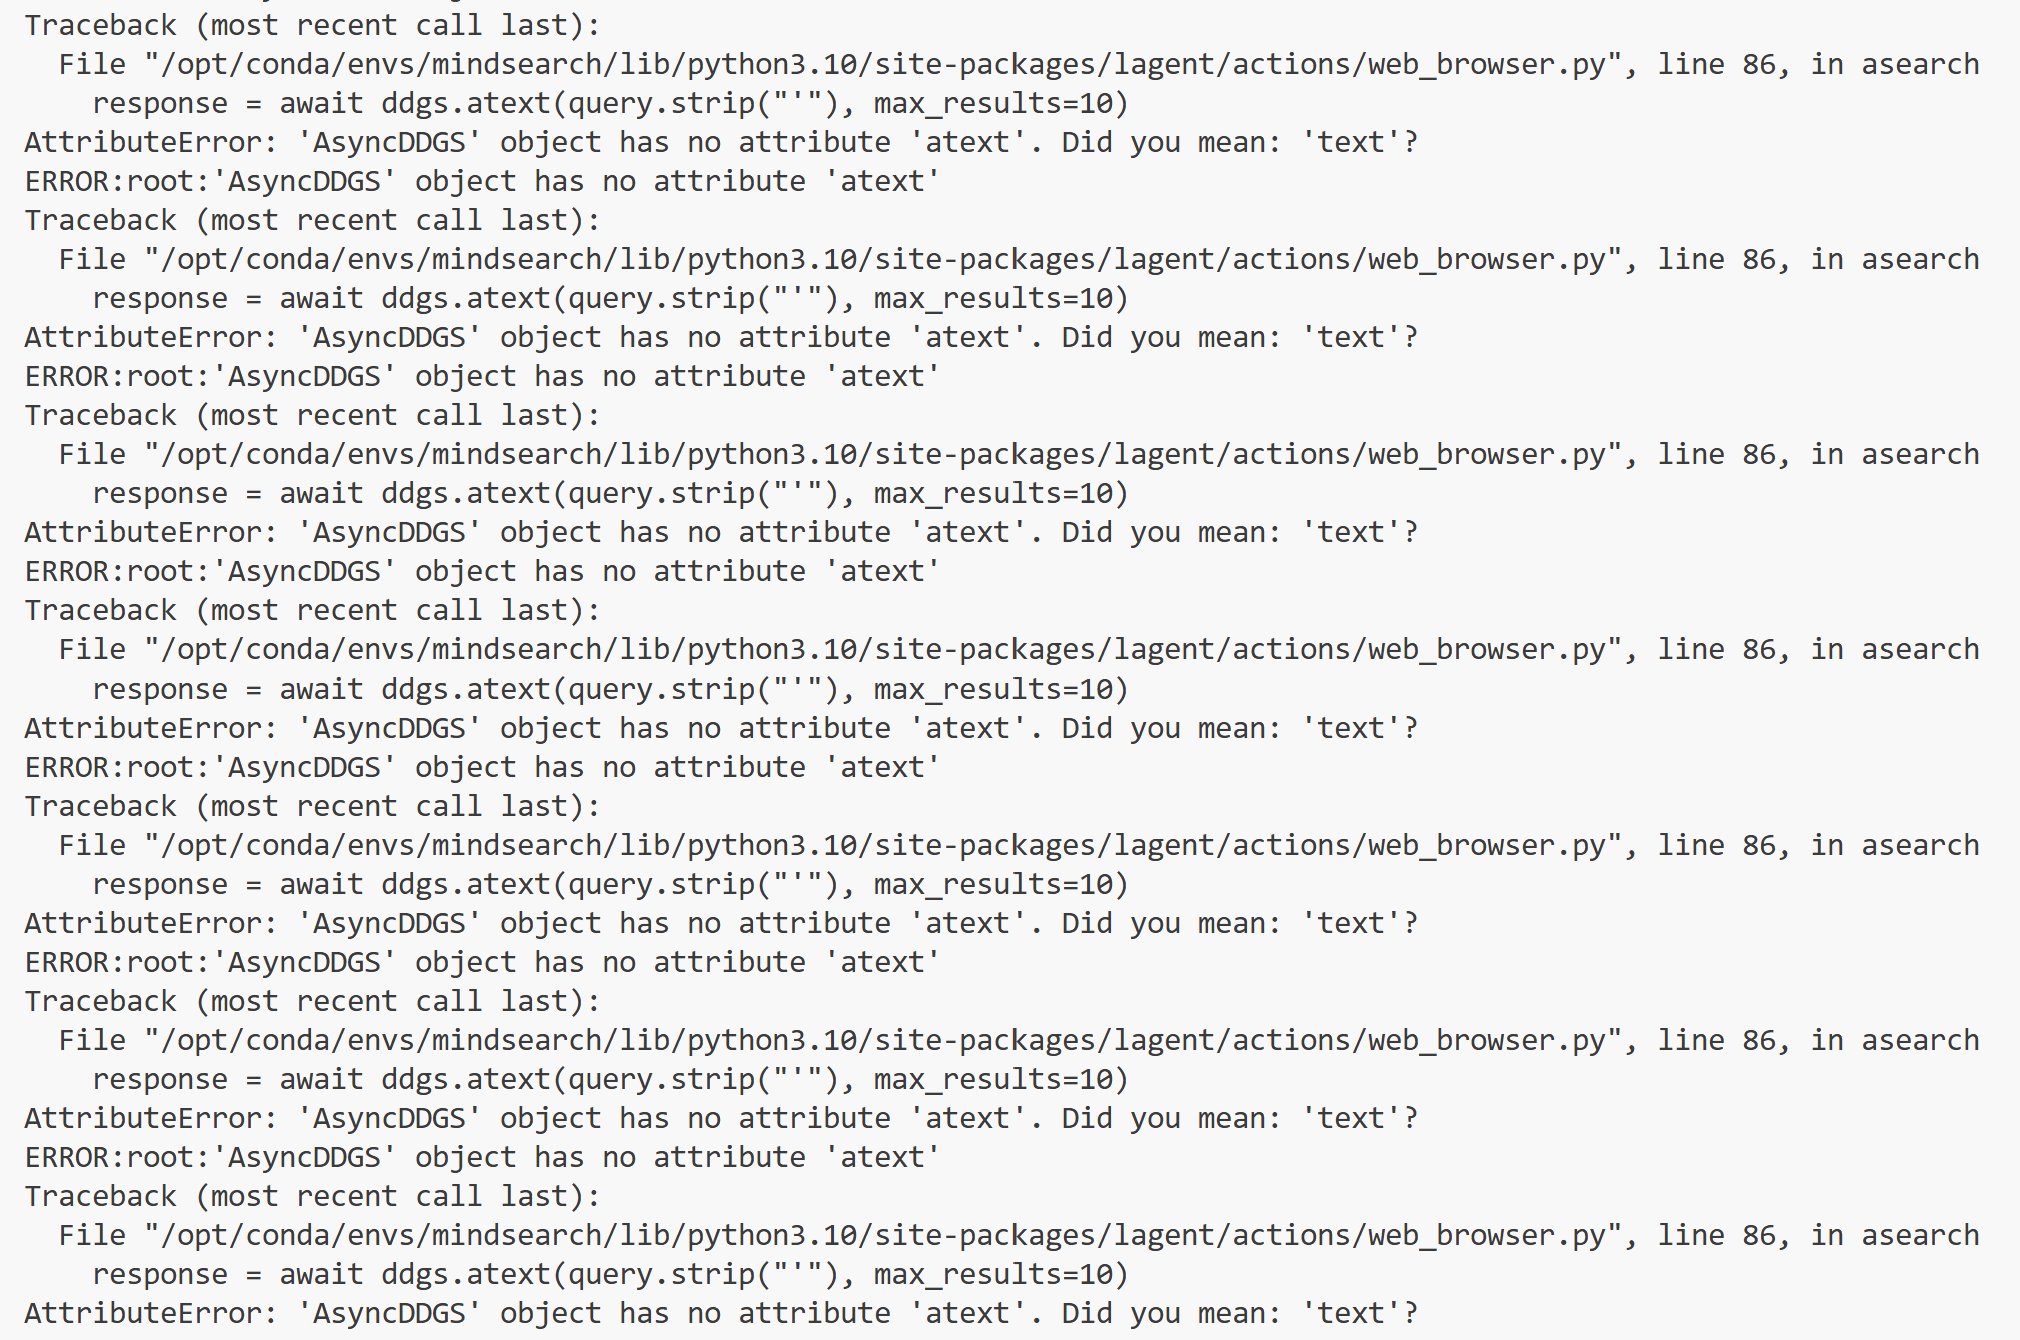 Traceback (most recent call last):
  File "/opt/conda/envs/mindsearch/lib/python3.10/site-packages/lagent/actions/web_browser.py", line 86, in asearch
    response = await ddgs.atext(query.strip("'"), max_results=10)
AttributeError: 'AsyncDDGS' object has no attribute 'atext'. Did you mean: 'text'?
ERROR:root:'AsyncDDGS' object has no attribute 'atext'
Traceback (most recent call last):
  File "/opt/conda/envs/mindsearch/lib/python3.10/site-packages/lagent/actions/web_browser.py", line 86, in asearch
    response = await ddgs.atext(query.strip("'"), max_results=10)
AttributeError: 'AsyncDDGS' object has no attribute 'atext'. Did you mean: 'text'?
ERROR:root:'AsyncDDGS' object has no attribute 'atext'
Traceback (most recent call last):
  File "/opt/conda/envs/mindsearch/lib/python3.10/site-packages/lagent/actions/web_browser.py", line 86, in asearch
    response = await ddgs.atext(query.strip("'"), max_results=10)
AttributeError: 'AsyncDDGS' object has no attribute 'atext'. Did you mean: 'text'?
ERROR:root:'AsyncDDGS' object has no attribute 'atext'
Traceback (most recent call last):
  File "/opt/conda/envs/mindsearch/lib/python3.10/site-packages/lagent/actions/web_browser.py", line 86, in asearch
    response = await ddgs.atext(query.strip("'"), max_results=10)
AttributeError: 'AsyncDDGS' object has no attribute 'atext'. Did you mean: 'text'?
ERROR:root:'AsyncDDGS' object has no attribute 'atext'
Traceback (most recent call last):
  File "/opt/conda/envs/mindsearch/lib/python3.10/site-packages/lagent/actions/web_browser.py", line 86, in asearch
    response = await ddgs.atext(query.strip("'"), max_results=10)
AttributeError: 'AsyncDDGS' object has no attribute 'atext'. Did you mean: 'text'?
ERROR:root:'AsyncDDGS' object has no attribute 'atext'
Traceback (most recent call last):
  File "/opt/conda/envs/mindsearch/lib/python3.10/site-packages/lagent/actions/web_browser.py", line 86, in asearch
    response = await ddgs.atext(query.strip("'"), max_results=10)
AttributeError: 'AsyncDDGS' object has no attribute 'atext'. Did you mean: 'text'?
ERROR:root:'AsyncDDGS' object has no attribute 'atext'
Traceback (most recent call last):
  File "/opt/conda/envs/mindsearch/lib/python3.10/site-packages/lagent/actions/web_browser.py", line 86, in asearch
    response = await ddgs.atext(query.strip("'"), max_results=10)
AttributeError: 'AsyncDDGS' object has no attribute 'atext'. Did you mean: 'text'?